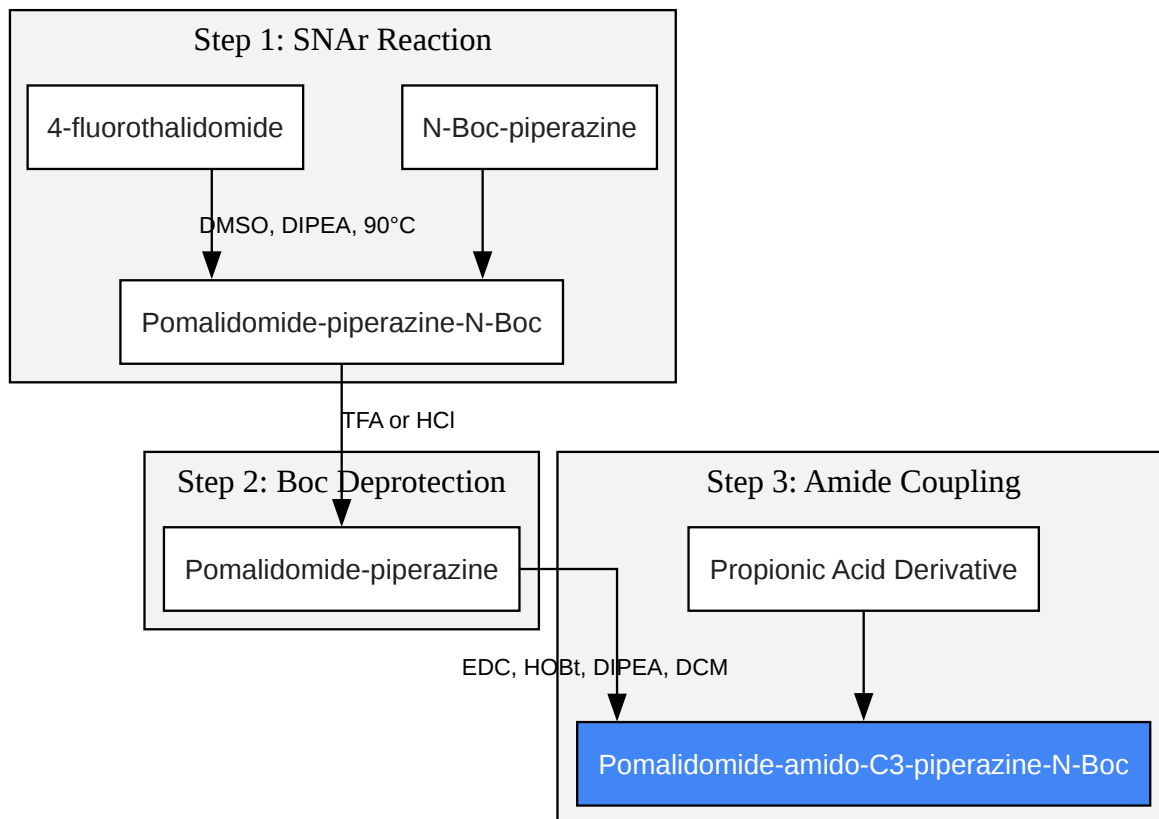 Step 1: SNAr Reaction
4-fluorothalidomide
N-Boc-piperazine
DMSO, DIPEA, 90°C
Pomalidomide-piperazine-N-Boc
TFA or HCl
Step 2: Boc Deprotection
Pomalidomide-piperazine
Step 3: Amide Coupling
Propionic Acid Derivative
EDC, HOBt, DIPEA, DCM
Pomalidomide-amido-C3-piperazine-N-Boc